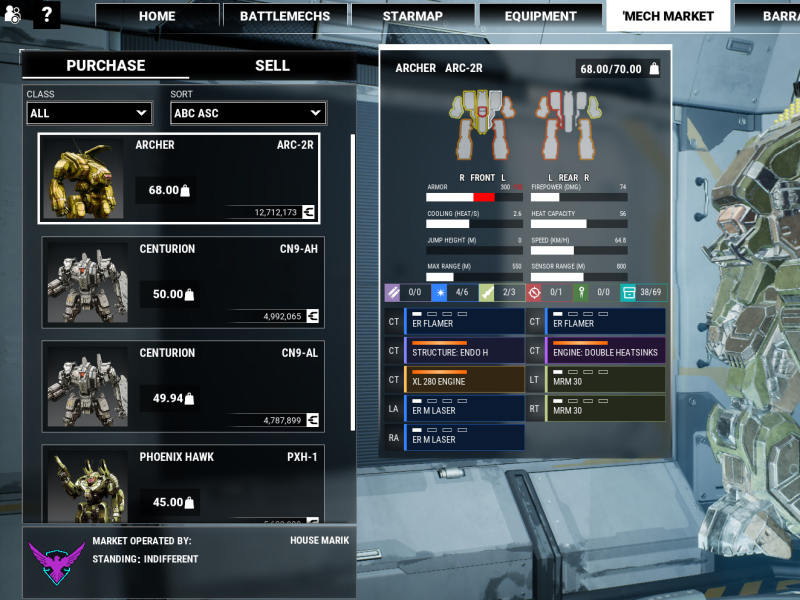 ?
HOME
BATTLEMECHS
STARMAP
EQUIPMENT
'MECH MARKET
BARRA
PURCHASE
SELL
CLASS
SORT
ALL
ABC ASC
ARCHER
ARC-2R
68.00
12,712,173
CENTURION
CN9-AH
50.00
4,992,065
CENTURION
CN9-AL
49.94
4,787,899
PHOENIX HAWK
PXH-1
45.00
MARKET OPERATED BY:
HOUSE MARIK
STANDING: INDIFFERENT
ARCHER ARC-2R
68.00/70.00
R FRONT L
L REAR R
ARMOR
300
FIREPOWER (DMG)
74
COOLING (HEAT/S)
2.6
HEAT CAPACITY
56
JUMP HEIGHT (M)
0
SPEED (KM/H)
64.8
MAX RANGE (M)
550
SENSOR RANGE (M)
800
0/0
4/6
2/3
0/1
0/0
38/69
CT
ER FLAMER
CT
ER FLAMER
CT
STRUCTURE: ENDO H
CT
ENGINE: DOUBLE HEATSINKS
CT
XL 280 ENGINE
LT
MRM 30
LA
ER M LASER
RT
MRM 30
RA
ER M LASER